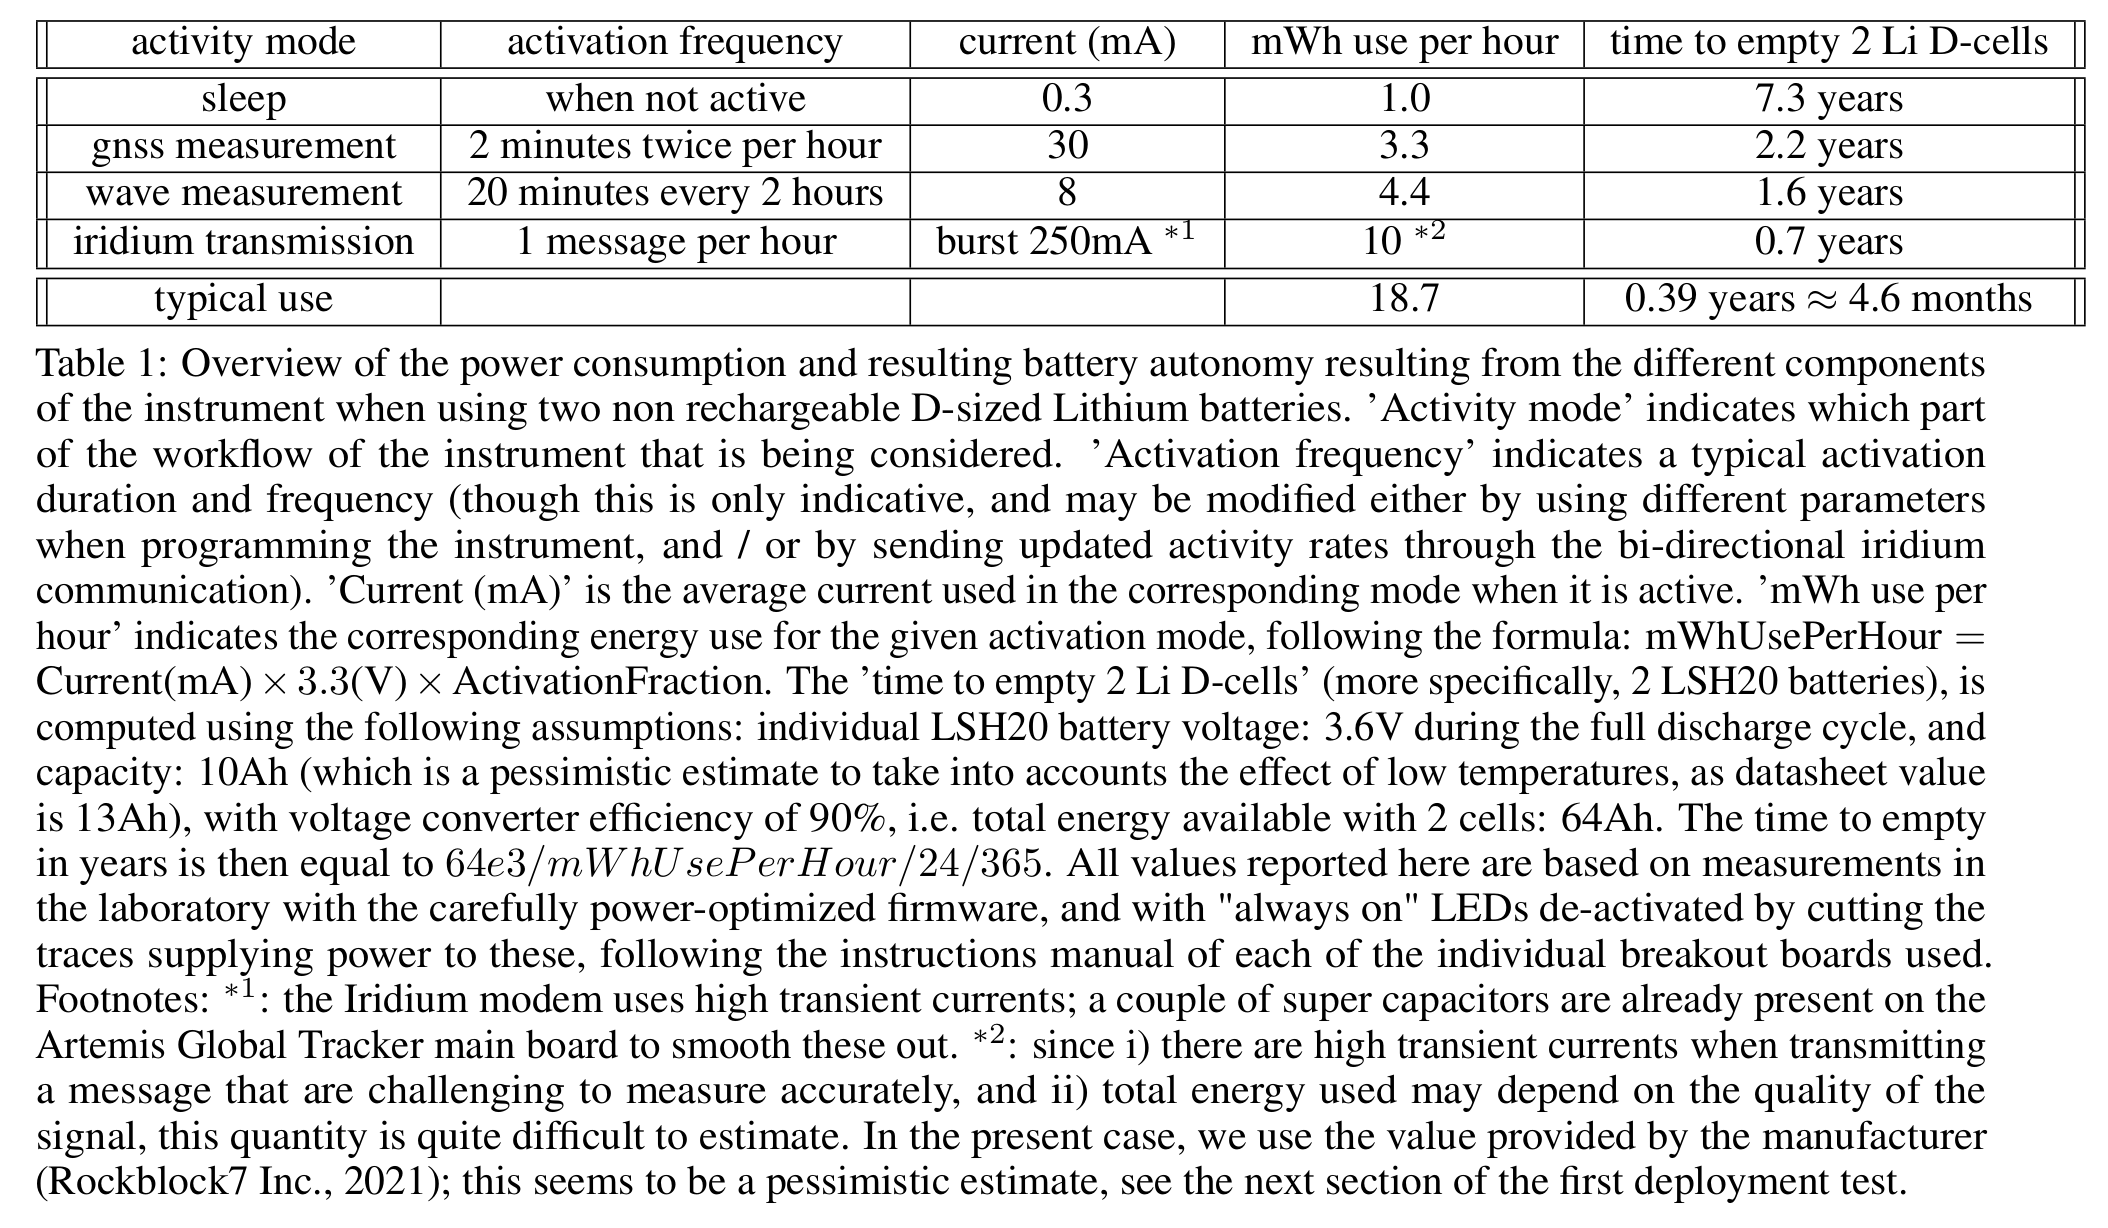 activity mode activation frequency current (mA) mWh use per hour time to empty 2 Li D-cells
sleep when not active 0.3 1.0 7.3 years
gnss measurement 2 minutes twice per hour 30 3.3 2.2 years
wave measurement 20 minutes every 2 hours 8 4.4 1.6 years
iridium transmission 1 message per hour burst 250mA *1 10 *2 0.7 years
typical use 18.7 0.39 years ≈ 4.6 months
Table 1: Overview of the power consumption and resulting battery autonomy resulting from the different components
of the instrument when using two non rechargeable D-sized Lithium batteries. ’Activity mode’ indicates which part
of the workflow of the instrument that is being considered. ’Activation frequency’ indicates a typical activation
duration and frequency (though this is only indicative, and may be modified either by using different parameters
when programming the instrument, and / or by sending updated activity rates through the bi-directional iridium
communication). ’Current (mA)’ is the average current used in the corresponding mode when it is active. ’mWh use per
hour’ indicates the corresponding energy use for the given activation mode, following the formula: mWhUsePerHour =
Current(mA) × 3.3(V) × ActivationFraction. The ’time to empty 2 Li D-cells’ (more specifically, 2 LSH20 batteries), is
computed using the following assumptions: individual LSH20 battery voltage: 3.6V during the full discharge cycle, and
capacity: 10Ah (which is a pessimistic estimate to take into accounts the effect of low temperatures, as datasheet value
is 13Ah), with voltage converter efficiency of 90%, i.e. total energy available with 2 cells: 64Ah. The time to empty
in years is then equal to 64e3/mWhUsePerHour/24/365. All values reported here are based on measurements in
the laboratory with the carefully power-optimized firmware, and with "always on" LEDs de-activated by cutting the
traces supplying power to these, following the instructions manual of each of the individual breakout boards used.
Footnotes: *1: the Iridium modem uses high transient currents; a couple of super capacitors are already present on the
Artemis Global Tracker main board to smooth these out. *2: since i) there are high transient currents when transmitting
a message that are challenging to measure accurately, and ii) total energy used may depend on the quality of the
signal, this quantity is quite difficult to estimate. In the present case, we use the value provided by the manufacturer
(Rockblock7 Inc., 2021); this seems to be a pessimistic estimate, see the next section of the first deployment test.